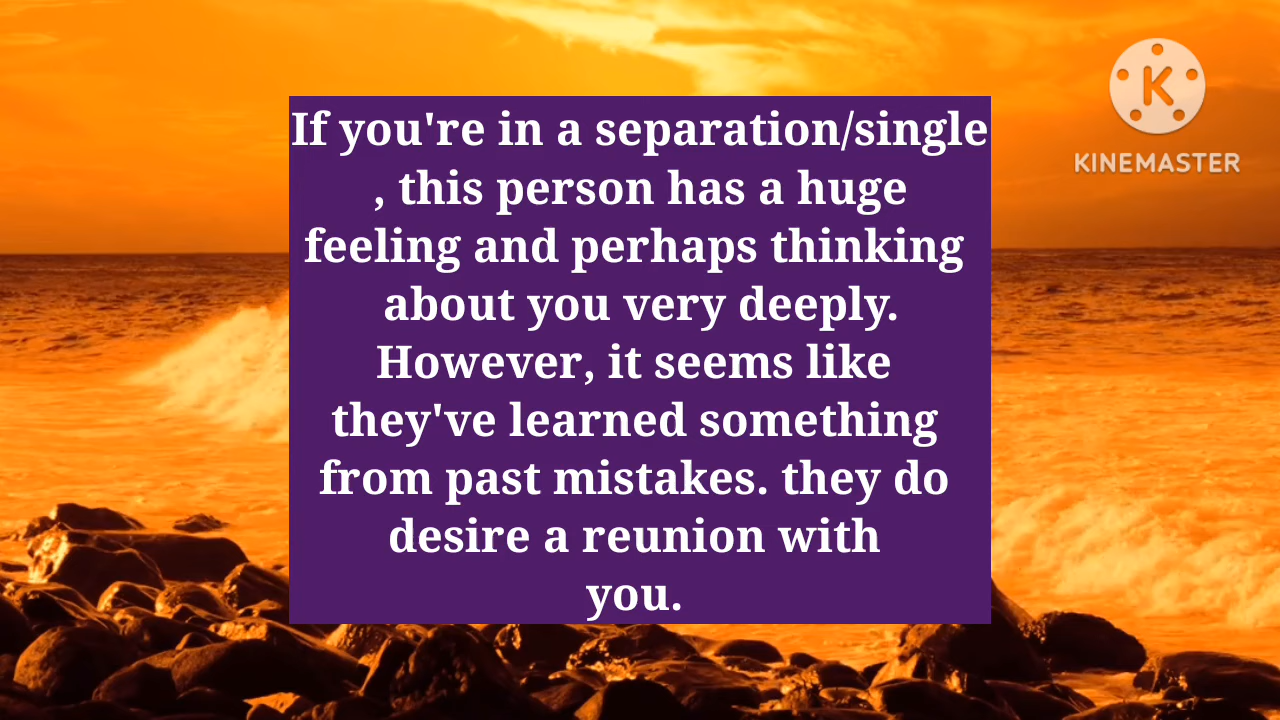 If you're in a separation/single
, this person has a huge
feeling and perhaps thinking
about you very deeply.
However, it seems like
they've learned something
from past mistakes. they do
desire a reunion with
you.
K
KINEMASTER